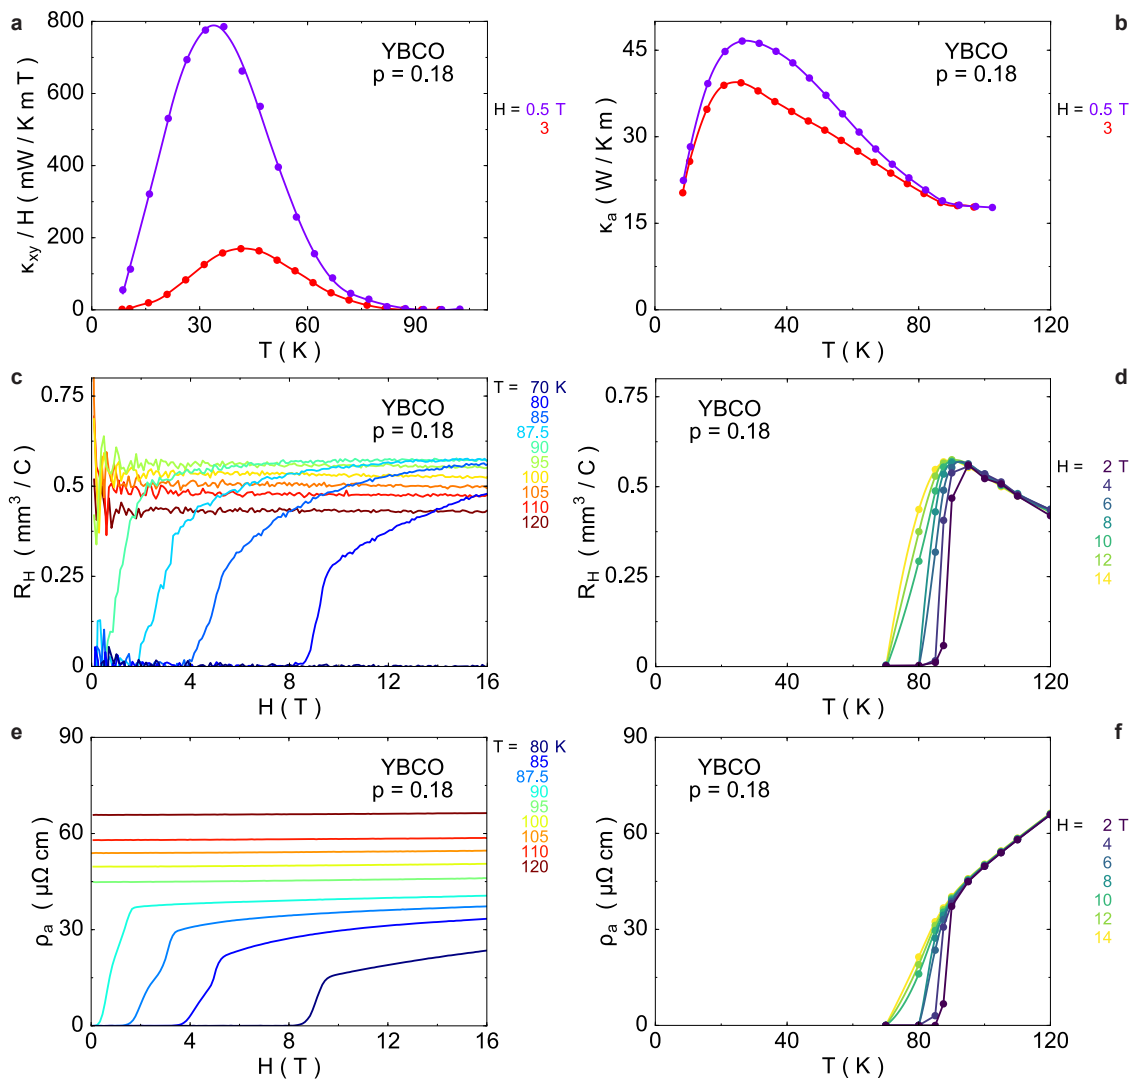 a
800
600
400
200
0
κxy / H ( mW / K m T )
0
30
60
90
T ( K )
YBCO
p = 0.18
H = 0.5 T
3
b
45
30
15
0
κa ( W / K m )
0
40
80
120
T ( K )
YBCO
p = 0.18
H = 0.5 T
3
c
0.75
0.5
0.25
0
RH ( mm³ / C )
0
4
8
12
16
H ( T )
YBCO
p = 0.18
T = 70 K
80
85
87.5
90
95
100
105
110
120
d
0.75
0.5
0.25
0
RH ( mm³ / C )
0
20
40
60
80
100
120
T ( K )
YBCO
p = 0.18
H = 2 T
4
6
8
10
12
14
e
90
60
30
0
ρa ( μΩ cm )
0
4
8
12
16
H ( T )
YBCO
p = 0.18
T = 80 K
85
87.5
90
95
100
105
110
120
f
90
60
30
0
ρa ( μΩ cm )
0
20
40
60
80
100
120
T ( K )
YBCO
p = 0.18
H = 2 T
4
6
8
10
12
14